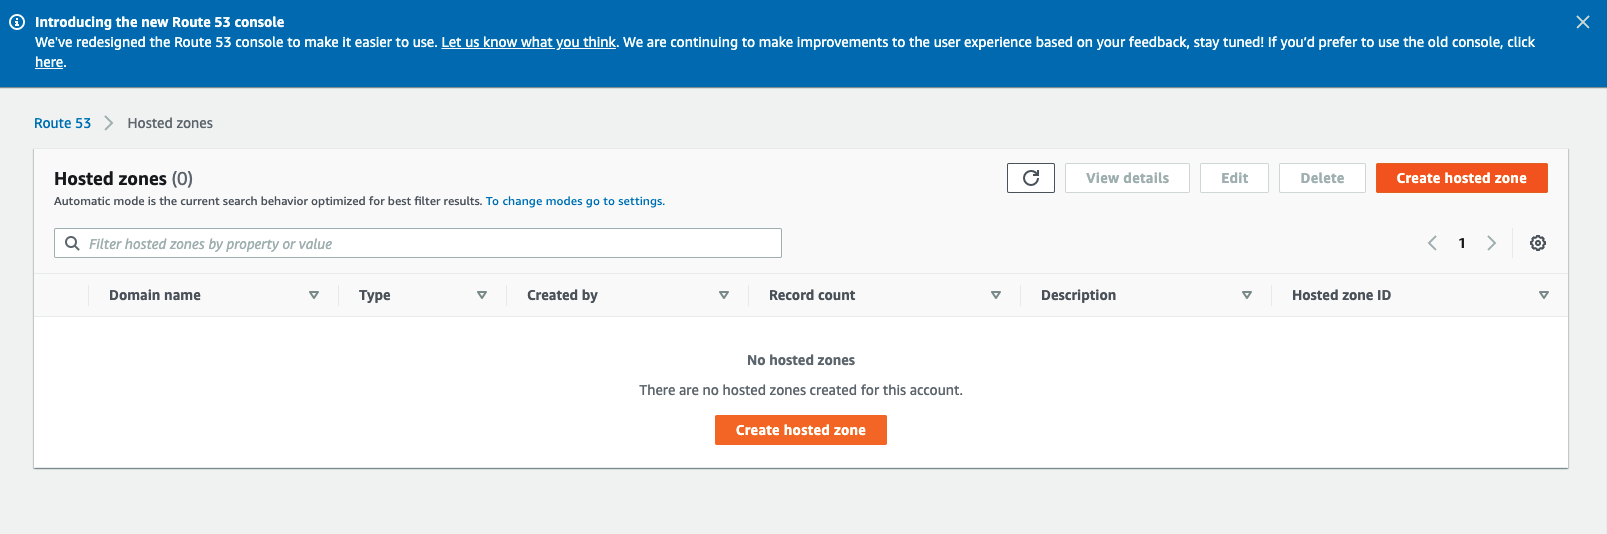 Introducing the new Route 53 console
We've redesigned the Route 53 console to make it easier to use. Let us know what you think. We are continuing to make improvements to the user experience based on your feedback, stay tuned! If you’d prefer to use the old console, click
here.
Route 53 Hosted zones
Hosted zones (0)
View details Edit Delete Create hosted zone
Automatic mode is the current search behavior optimized for best filter results. To change modes go to settings.
Filter hosted zones by property or value
1
Domain name Type Created by Record count Description Hosted zone ID
No hosted zones
There are no hosted zones created for this account.
Create hosted zone